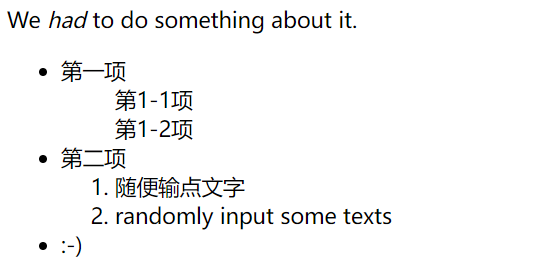 We had to do something about it.
• 第一项
第1-1项
第1-2项
• 第二项
1. 随便输点文字
2. randomly input some texts
• :-)